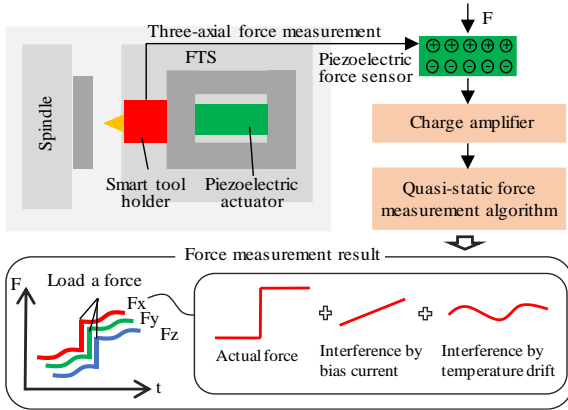 Three-axial force measurement
F
FTS
Piezoelectric
force sensor
Spindle
Smart tool
holder
Piezoelectric
actuator
Charge amplifier
Quasi-static force
measurement algorithm
Force measurement result
F
Load a force
Fx
Fy
Fz
t
Actual force
Interference by
bias current
Interference by
temperature drift